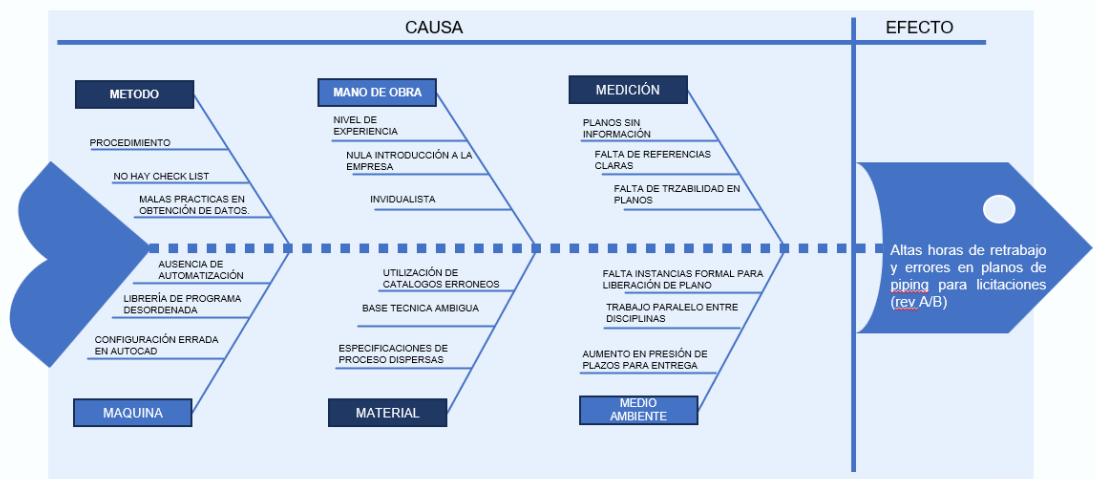 CAUSA
EFECTO
METODO
PROCEDIMIENTO
NO HAY CHECK LIST
MALAS PRACTICAS EN
OBTENCIÓN DE DATOS.
MANO DE OBRA
NIVEL DE
EXPERIENCIA
NULA INTRODUCCIÓN A LA
EMPRESA
INVIDUALISTA
MEDICIÓN
PLANOS SIN
INFORMACIÓN
FALTA DE REFERENCIAS
CLARAS
FALTA DE TRZABILIDAD EN
PLANOS
AUSENCIA DE
AUTOMATIZACIÓN
LIBRERÍA DE PROGRAMA
DESORDENADA
CONFIGURACIÓN ERRADA
EN AUTOCAD
MAQUINA
UTILIZACIÓN DE
CATALOGOS ERRONEOS
BASE TECNICA AMBIGUA
ESPECIFICACIONES DE
PROCESO DISPERSAS
MATERIAL
FALTA INSTANCIAS FORMAL PARA
LIBERACIÓN DE PLANO
TRABAJO PARALELO ENTRE
DISCIPLINAS
AUMENTO EN PRESIÓN DE
PLAZOS PARA ENTREGA
MEDIO
AMBIENTE
Altas horas de retrabajo
y errores en planos de
piping para licitaciones
(rev A/B)